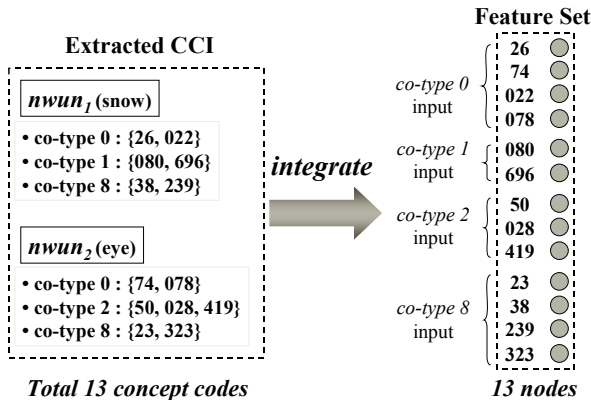 Extracted CCI
nwun1 (snow)
• co-type 0 : {26, 022}
• co-type 1 : {080, 696}
• co-type 8 : {38, 239}
nwun2 (eye)
• co-type 0 : {74, 078}
• co-type 2 : {50, 028, 419}
• co-type 8 : {23, 323}
Total 13 concept codes
integrate
Feature Set
co-type 0
input
26
74
022
078
co-type 1
input
080
696
co-type 2
input
50
028
419
co-type 8
input
23
38
239
323
13 nodes